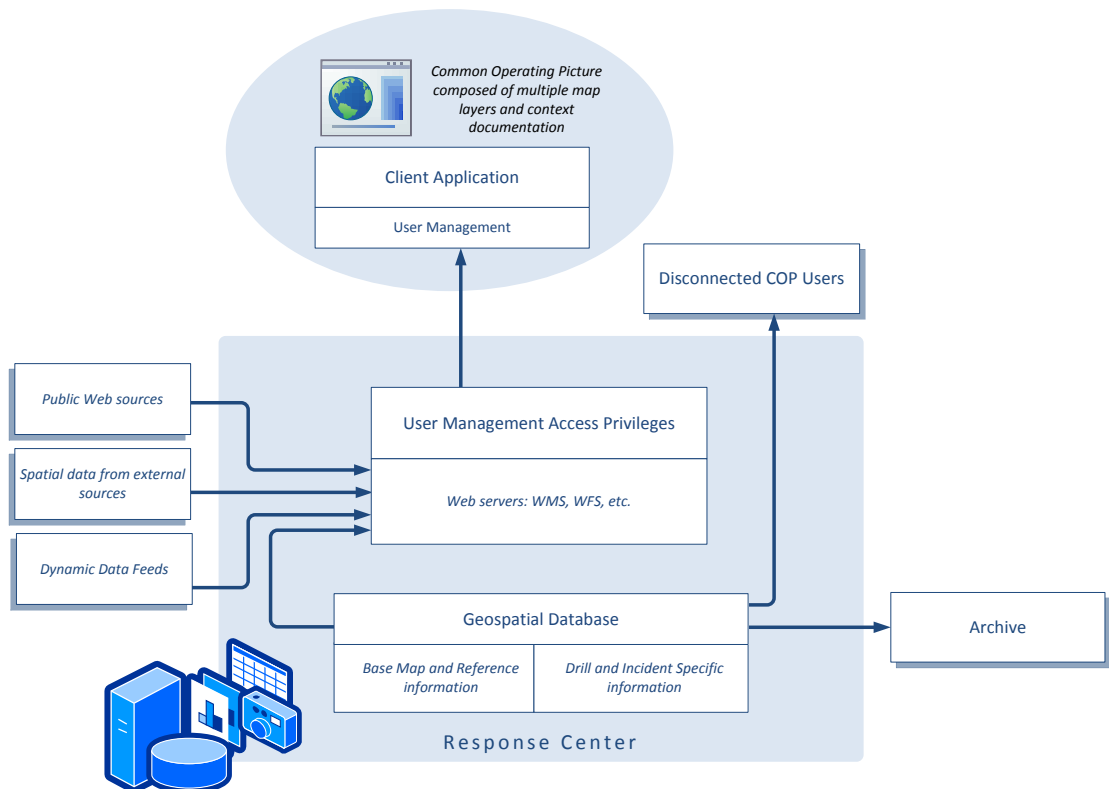 Common Operating Picture
composed of multiple map
layers and context
documentation
Client Application
User Management
Disconnected COP Users
Public Web sources
User Management Access Privileges
Spatial data from external
sources
Web servers: WMS, WFS, etc.
Dynamic Data Feeds
Geospatial Database
Archive
Base Map and Reference
information
Drill and Incident Specific
information
Response Center